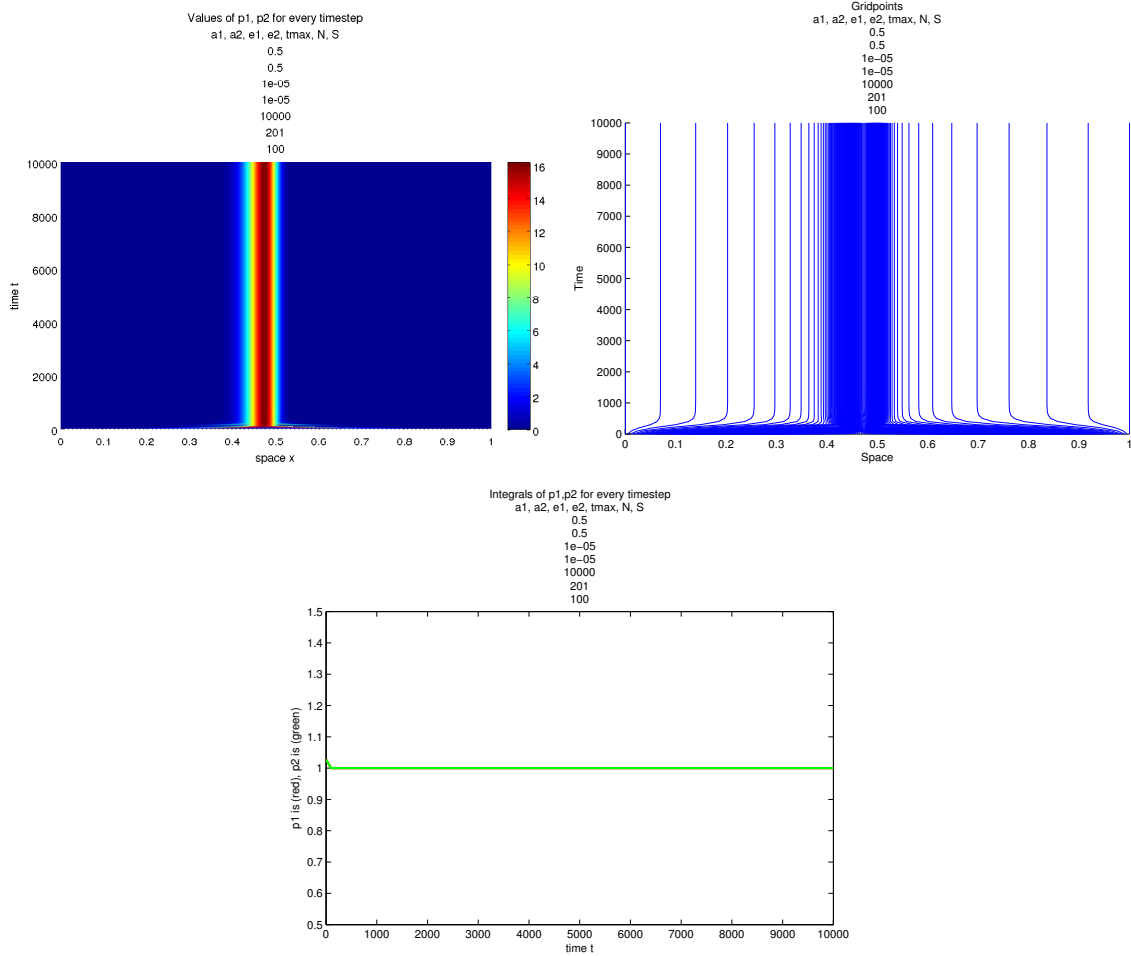 Values of p1, p2 for every timestep
a1, a2, e1, e2, tmax, N, S
0.5
0.5
1e-05
1e-05
10000
201
100
10000
8000
6000
4000
2000
0
time t
0 0.1 0.2 0.3 0.4 0.5 0.6 0.7 0.8 0.9 1
space x
16
14
12
10
8
6
4
2
0
Gridpoints
a1, a2, e1, e2, tmax, N, S
0.5
0.5
1e−05
1e−05
10000
201
100
10000
9000
8000
7000
6000
5000
4000
3000
2000
1000
0
Time
0 0.1 0.2 0.3 0.4 0.5 0.6 0.7 0.8 0.9 1
Space
Integrals of p1,p2 for every timestep
a1, a2, e1, e2, tmax, N, S
0.5
0.5
1e−05
1e−05
10000
201
100
1.5
1.4
1.3
1.2
1.1
1
0.9
0.8
0.7
0.6
0.5
p1 is (red), p2 is (green)
0 1000 2000 3000 4000 5000 6000 7000 8000 9000 10000
time t